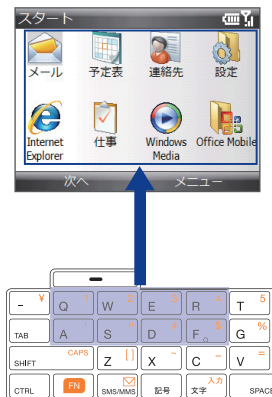 スタート
メール 予定表 連絡先 設定
Internet Explorer 仕事 Windows Media Office Mobile
次へ メニュー
- ¥ Q W E R T 5
TAB A S D F G %
SHIFT CAPS Z [ ] X ~ C _ V =
CTRL FN SMS/MMS 記号 文字 入力 SPACE